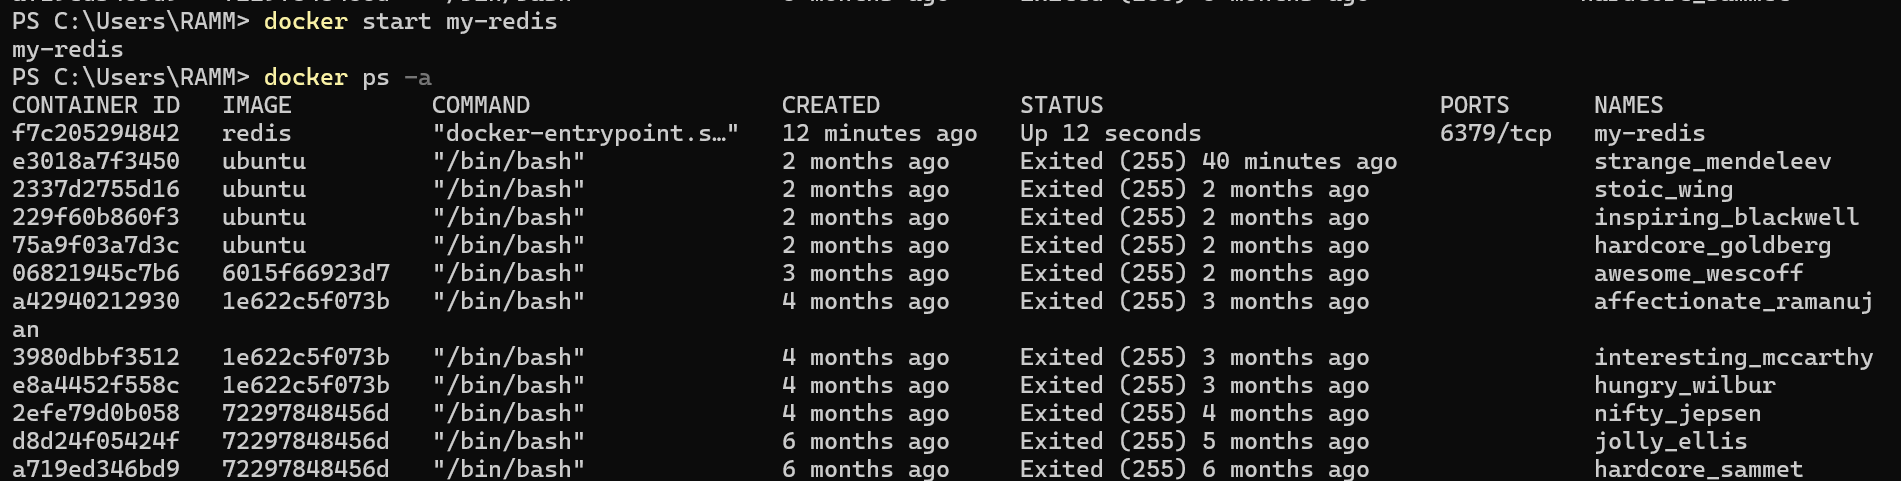 PS C:\Users\RAMM> docker start my-redis
my-redis
PS C:\Users\RAMM> docker ps -a
CONTAINER ID   IMAGE          COMMAND                  CREATED          STATUS                        PORTS      NAMES
f7c205294842   redis          "docker-entrypoint.s…"   12 minutes ago   Up 12 seconds                 6379/tcp   my-redis
e3018a7f3450   ubuntu         "/bin/bash"              2 months ago     Exited (255) 40 minutes ago              strange_mendeleev
2337d2755d16   ubuntu         "/bin/bash"              2 months ago     Exited (255) 2 months ago                stoic_wing
229f60b860f3   ubuntu         "/bin/bash"              2 months ago     Exited (255) 2 months ago                inspiring_blackwell
75a9f03a7d3c   ubuntu         "/bin/bash"              2 months ago     Exited (255) 2 months ago                hardcore_goldberg
06821945c7b6   6015f66923d7   "/bin/bash"              3 months ago     Exited (255) 2 months ago                awesome_wescoff
a42940212930   1e622c5f073b   "/bin/bash"              4 months ago     Exited (255) 3 months ago                affectionate_ramanuj
an
3980dbbf3512   1e622c5f073b   "/bin/bash"              4 months ago     Exited (255) 3 months ago                interesting_mccarthy
e8a4452f558c   1e622c5f073b   "/bin/bash"              4 months ago     Exited (255) 3 months ago                hungry_wilbur
2efe79d0b058   72297848456d   "/bin/bash"              4 months ago     Exited (255) 4 months ago                nifty_jepsen
d8d24f05424f   72297848456d   "/bin/bash"              6 months ago     Exited (255) 5 months ago                jolly_ellis
a719ed346bd9   72297848456d   "/bin/bash"              6 months ago     Exited (255) 6 months ago                hardcore_sammet